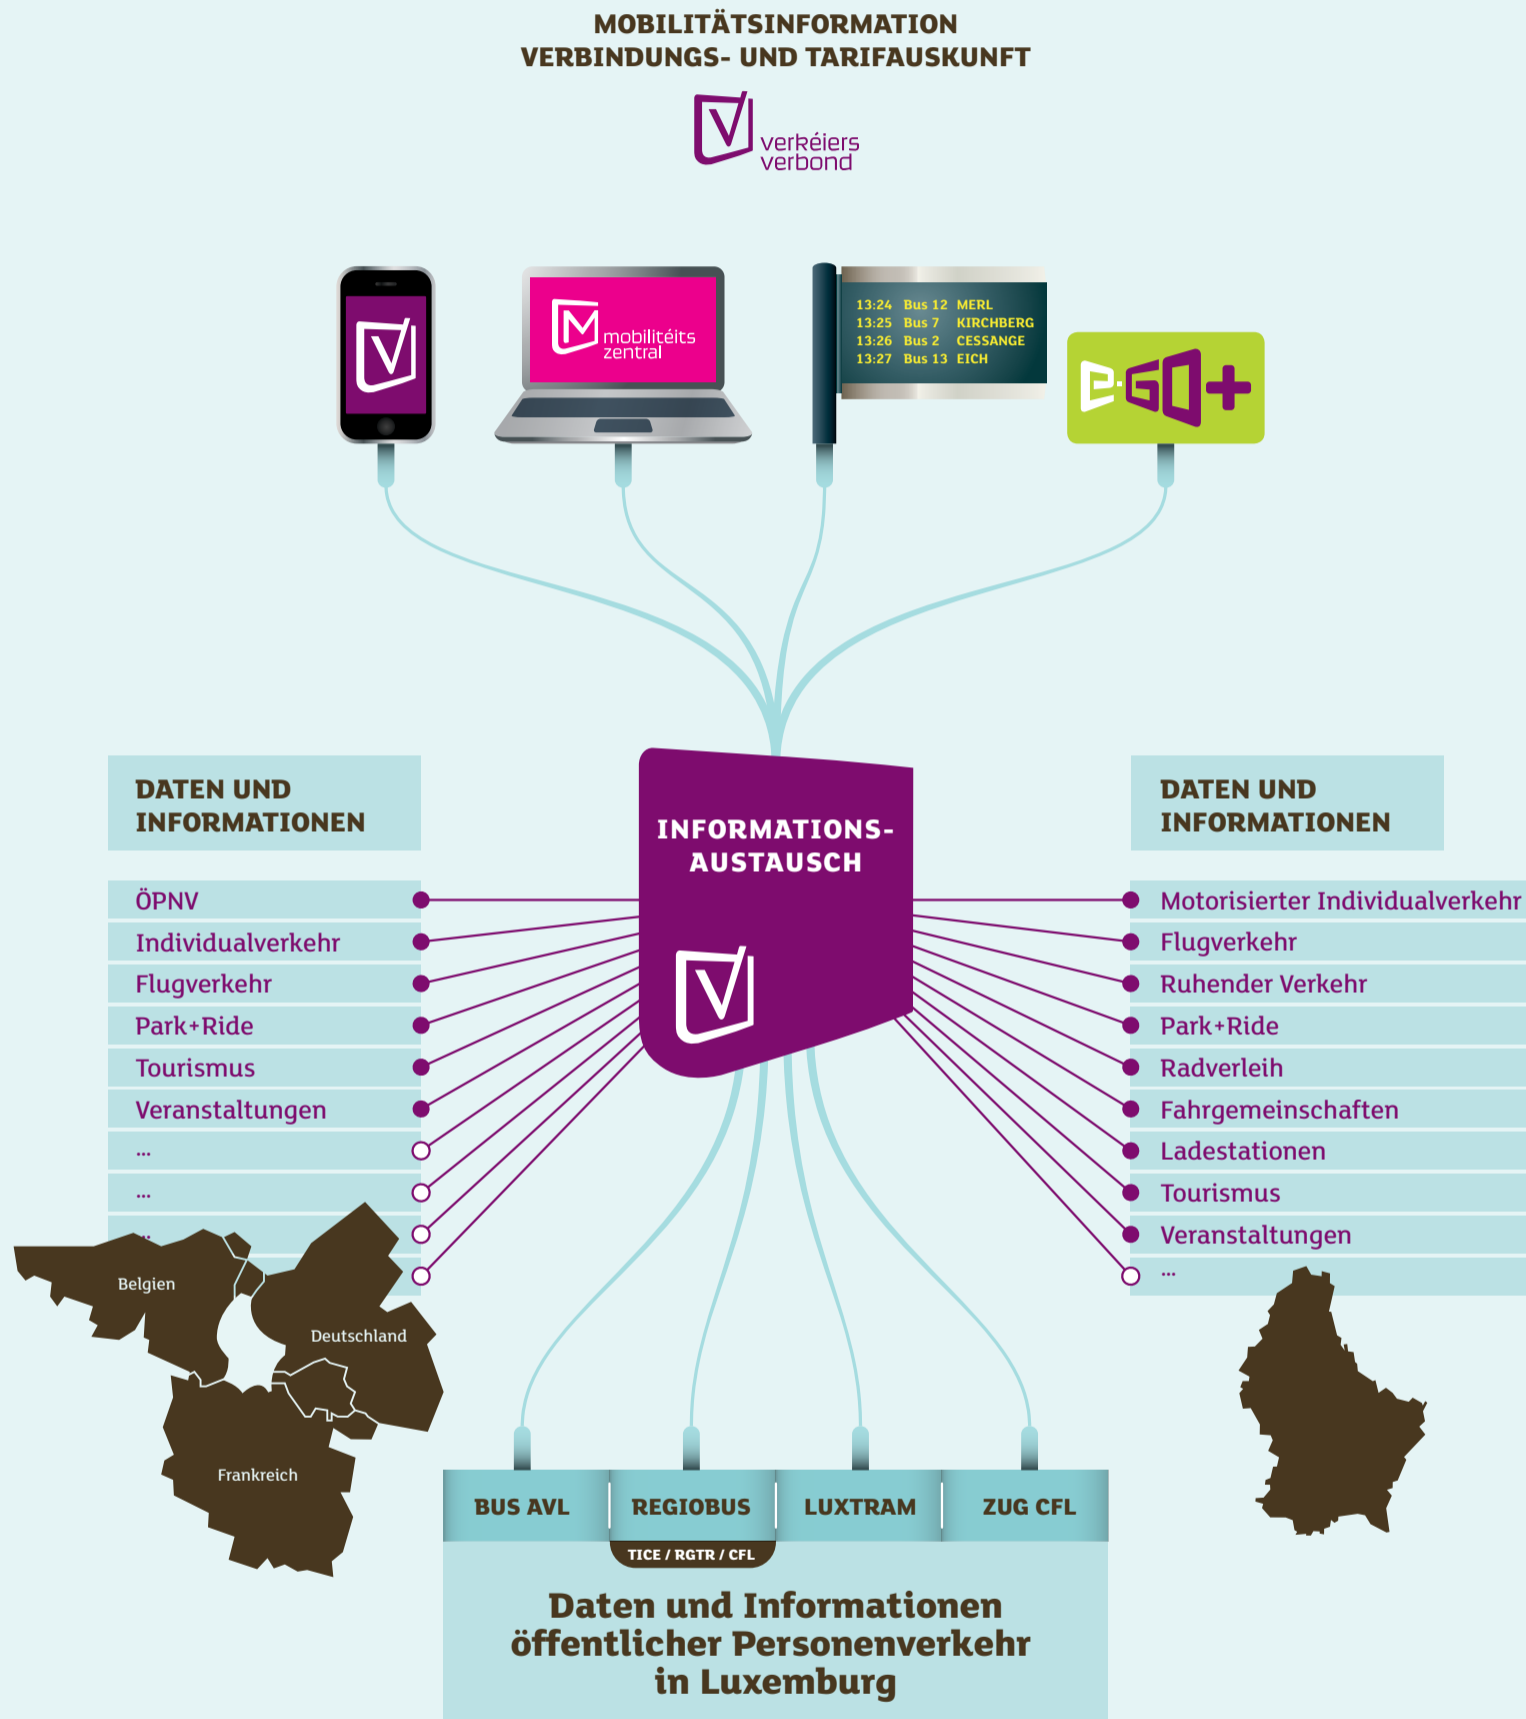 MOBILITÄTSINFORMATION
VERBINDUNGS- UND TARIFAUSKUNFT
verkéiers
verbond
mobilitéits
zentral
13:24 Bus 12 MERL
13:25 Bus 7 KIRCHBERG
13:26 Bus 2 CESSANGE
13:27 Bus 13 EICH
e-GO+
DATEN UND
INFORMATIONEN
ÖPNV
Individualverkehr
Flugverkehr
Park+Ride
Tourismus
Veranstaltungen
...
...
...
INFORMATIONS-
AUSTAUSCH
DATEN UND
INFORMATIONEN
Motorisierter Individualverkehr
Flugverkehr
Ruhender Verkehr
Park+Ride
Radverleih
Fahrgemeinschaften
Ladestationen
Tourismus
Veranstaltungen
...
Belgien
Deutschland
Frankreich
BUS AVL
REGIOBUS
LUXTRAM
ZUG CFL
TICE / RGTR / CFL
Daten und Informationen
öffentlicher Personenverkehr
in Luxemburg